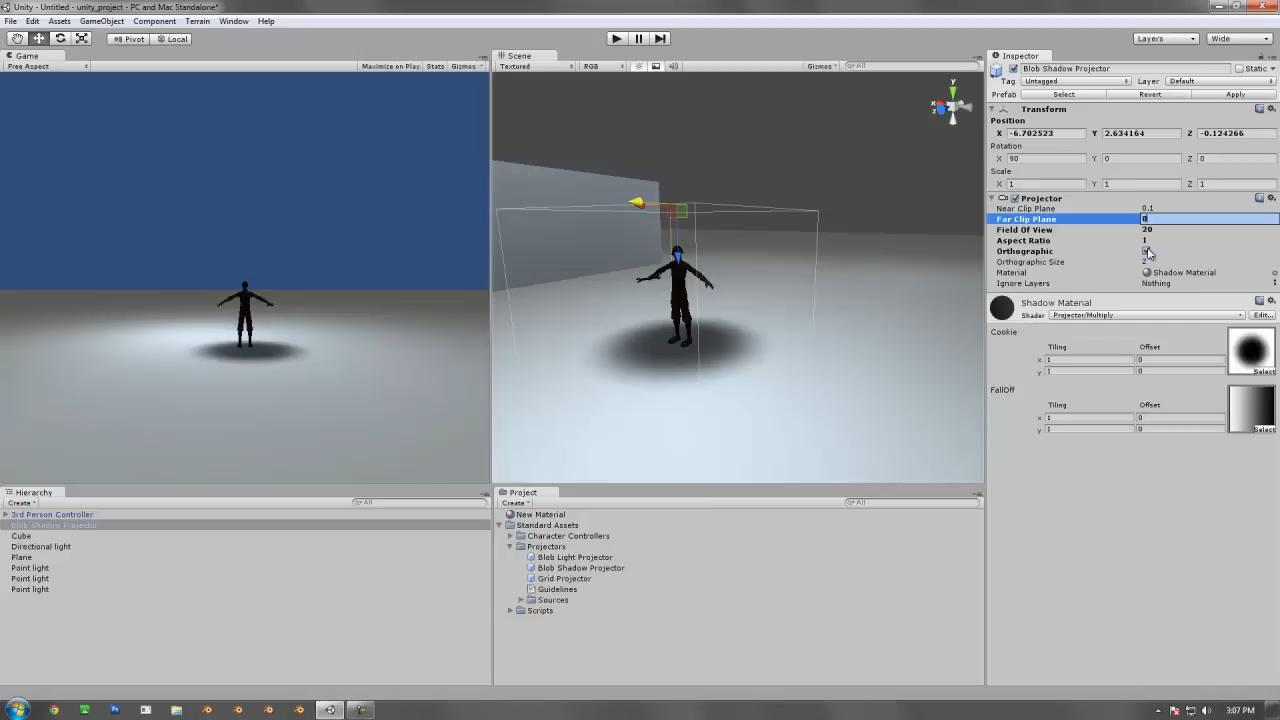 Unity - Untitled - unity_project - PC and Mac Standalone*
File Edit Assets GameObject Component Terrain Window Help
Pivot Local Layers Wide
Game Scene Inspector
Free Aspect Maximize on Play Stats Gizmos Textured RGB Gizmos All
Blob Shadow Projector Static
Tag Untagged Layer Default
Prefab Select Revert Apply
Transform
Position
X -6.702523 Y 2.634164 Z -0.124266
Rotation
X 90 Y 0 Z 0
Scale
X 1 Y 1 Z 1
Projector
Near Clip Plane 0.1
Far Clip Plane 8
Field Of View 20
Aspect Ratio 1
Orthographic
Orthographic Size 2
Material Shadow Material
Ignore Layers Nothing
Shadow Material
Shader Projector/Multiply Edit...
Cookie
Tiling Offset
x 1 0
y 1 0
Select
FallOff
Tiling Offset
x 1 0
y 1 0
Select
y
x
z
Hierarchy
Create All
3rd Person Controller
Blob Shadow Projector
Cube
Directional light
Plane
Point light
Point light
Point light
Project
Create All
New Material
Standard Assets
Character Controllers
Projectors
Blob Light Projector
Blob Shadow Projector
Grid Projector
Guidelines
Sources
Scripts
3:07 PM